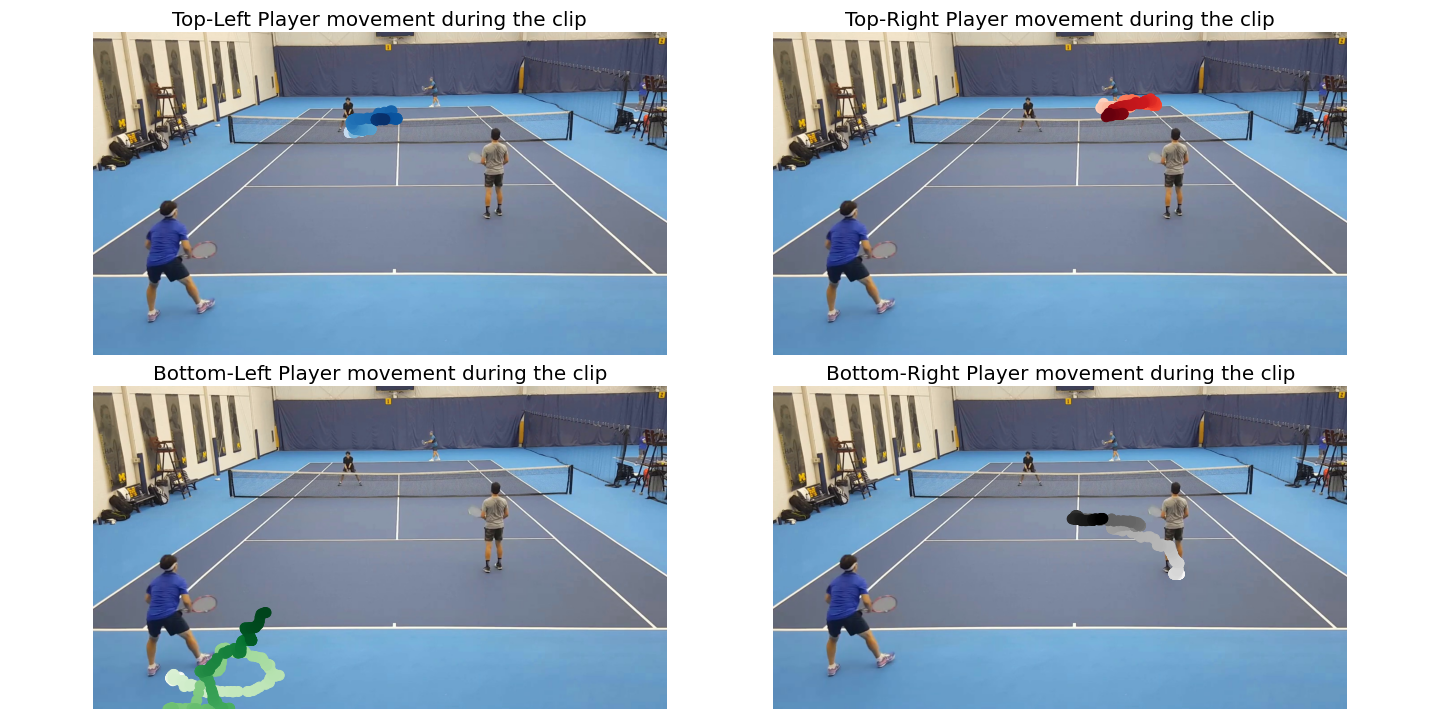 Top-Left Player movement during the clip
Top-Right Player movement during the clip
Bottom-Left Player movement during the clip
Bottom-Right Player movement during the clip